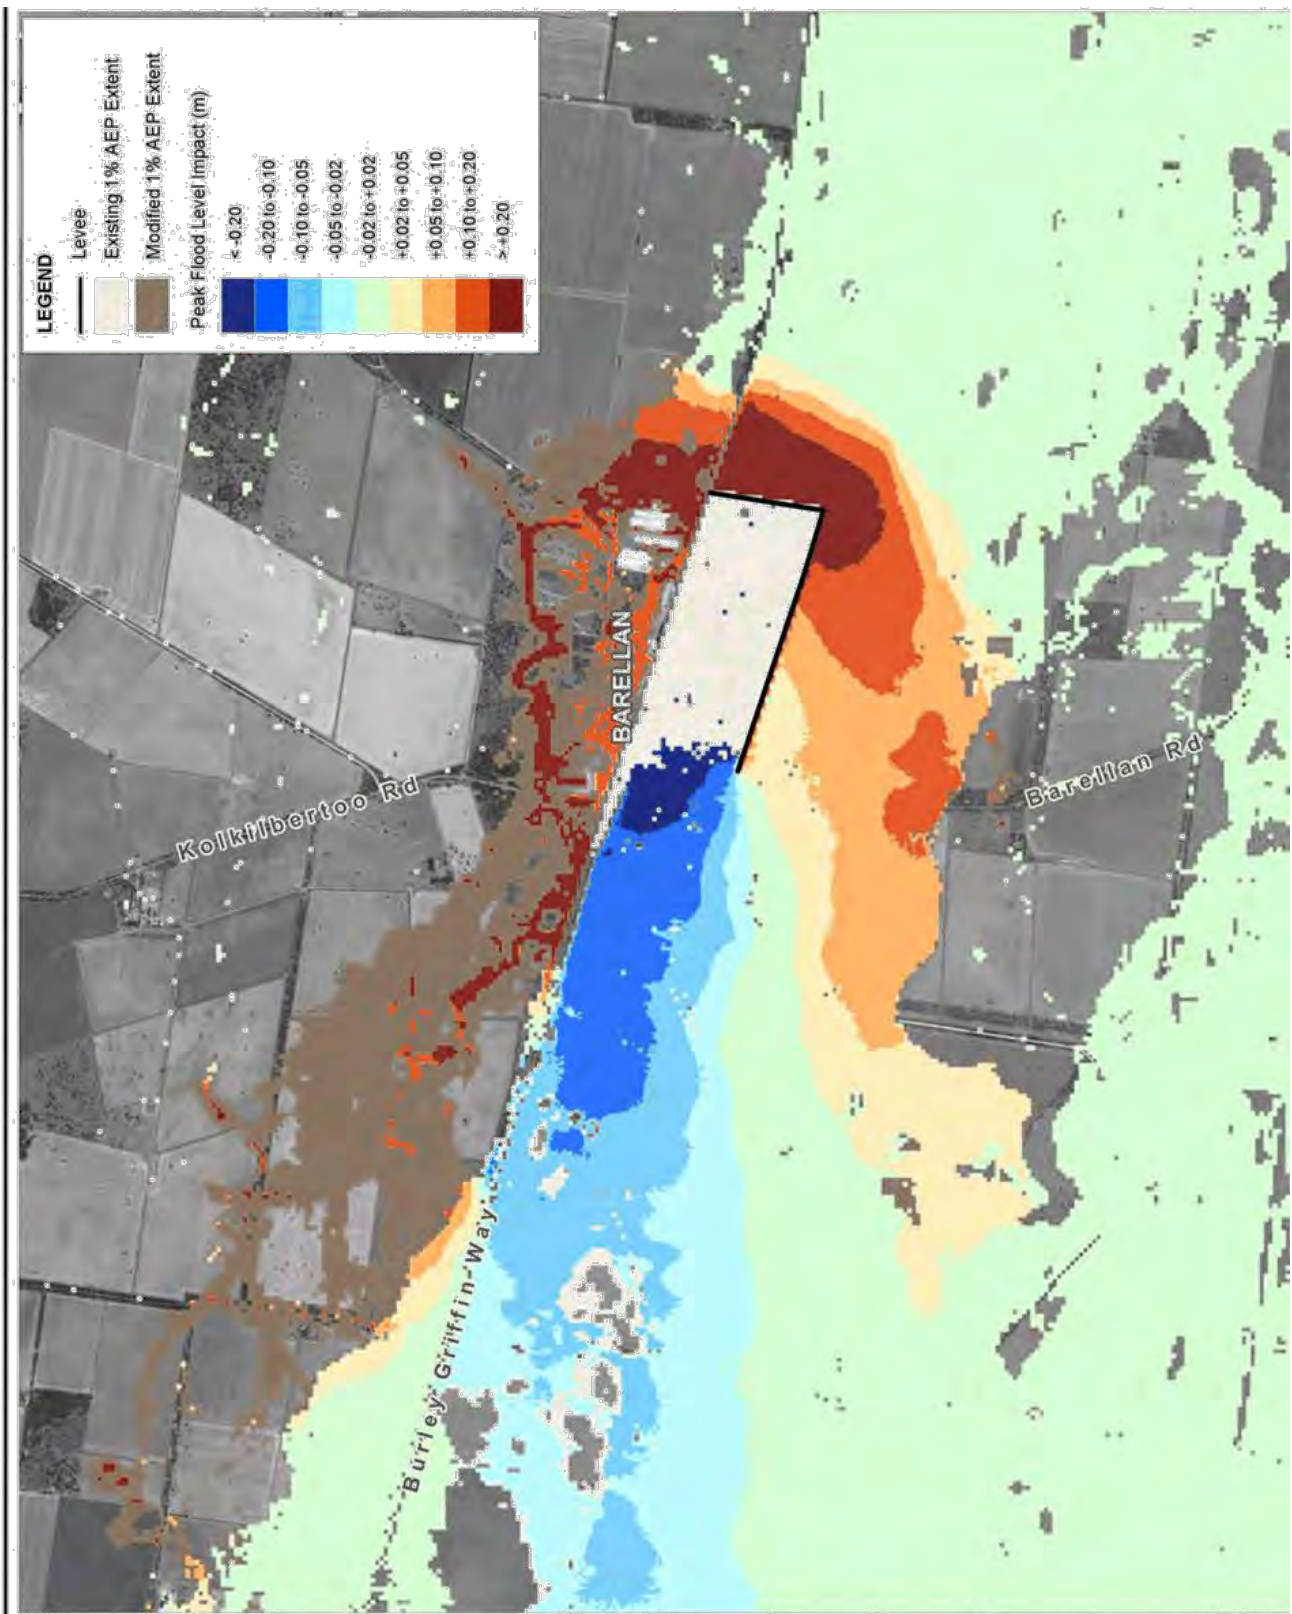 LEGEND
Levee
Existing 1% AEP Extent
Modified 1% AEP Extent
Peak Flood Level Impact (m)
< -0.20
-0.20 to -0.10
-0.10 to -0.05
-0.05 to -0.02
-0.02 to +0.02
+0.02 to +0.05
+0.05 to +0.10
+0.10 to +0.20
> +0.20
Kolkilbertoo Rd
BARELLAN
Barellan Rd
Burley Griffin Way